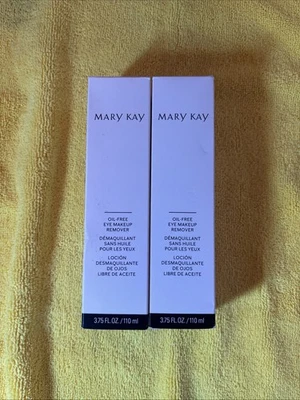 MARY KAY
OIL-FREE
EYE MAKEUP
REMOVER
DÉMAQUILLANT
SANS HUILE
POUR LES YEUX
LOCIÓN
DESMAQUILLANTE
DE OJOS
LIBRE DE ACEITE
3.75 FL. OZ. / 110 ml
MARY KAY
OIL-FREE
EYE MAKEUP
REMOVER
DÉMAQUILLANT
SANS HUILE
POUR LES YEUX
LOCIÓN
DESMAQUILLANTE
DE OJOS
LIBRE DE ACEITE
3.75 FL. OZ. / 110 ml